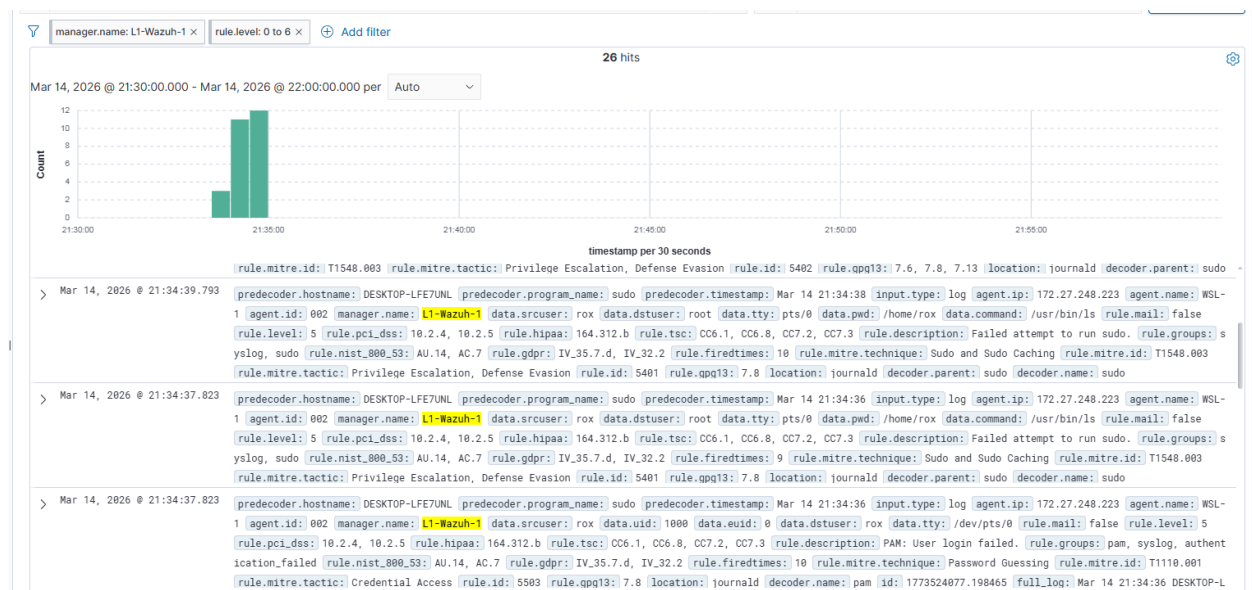 manager.name: L1-Wazuh-1 × rule.level: 0 to 6 × Add filter
26 hits
Mar 14, 2026 @ 21:30:00.000 - Mar 14, 2026 @ 22:00:00.000 per Auto
12
10
8
6
4
2
0
Count
21:30:00 21:35:00 21:40:00 21:45:00 21:50:00 21:55:00
timestamp per 30 seconds
rule.mitre.id: T1548.003 rule.mitre.tactic: Privilege Escalation, Defense Evasion rule.id: 5402 rule.gpg13: 7.6, 7.8, 7.13 location: journald decoder.parent: sudo
Mar 14, 2026 @ 21:34:39.793 predecoder.hostname: DESKTOP-LFE7UNL predecoder.program_name: sudo predecoder.timestamp: Mar 14 21:34:38 input.type: log agent.ip: 172.27.248.223 agent.name: WSL-
1 agent.id: 002 manager.name: L1-Wazuh-1 data.srcuser: rox data.dstuser: root data.tty: pts/0 data.pwd: /home/rox data.command: /usr/bin/ls rule.mail: false
rule.level: 5 rule.pci_dss: 10.2.4, 10.2.5 rule.hipaa: 164.312.b rule.tsc: CC6.1, CC6.8, CC7.2, CC7.3 rule.description: Failed attempt to run sudo. rule.groups: s
yslog, sudo rule.nist_800_53: AU.14, AC.7 rule.gdpr: IV_35.7.d, IV_32.2 rule.firedtimes: 10 rule.mitre.technique: Sudo and Sudo Caching rule.mitre.id: T1548.003
rule.mitre.tactic: Privilege Escalation, Defense Evasion rule.id: 5401 rule.gpg13: 7.8 location: journald decoder.parent: sudo decoder.name: sudo
Mar 14, 2026 @ 21:34:37.823 predecoder.hostname: DESKTOP-LFE7UNL predecoder.program_name: sudo predecoder.timestamp: Mar 14 21:34:36 input.type: log agent.ip: 172.27.248.223 agent.name: WSL-
1 agent.id: 002 manager.name: L1-Wazuh-1 data.srcuser: rox data.dstuser: root data.tty: pts/0 data.pwd: /home/rox data.command: /usr/bin/ls rule.mail: false
rule.level: 5 rule.pci_dss: 10.2.4, 10.2.5 rule.hipaa: 164.312.b rule.tsc: CC6.1, CC6.8, CC7.2, CC7.3 rule.description: Failed attempt to run sudo. rule.groups: s
yslog, sudo rule.nist_800_53: AU.14, AC.7 rule.gdpr: IV_35.7.d, IV_32.2 rule.firedtimes: 9 rule.mitre.technique: Sudo and Sudo Caching rule.mitre.id: T1548.003
rule.mitre.tactic: Privilege Escalation, Defense Evasion rule.id: 5401 rule.gpg13: 7.8 location: journald decoder.parent: sudo decoder.name: sudo
Mar 14, 2026 @ 21:34:37.823 predecoder.hostname: DESKTOP-LFE7UNL predecoder.program_name: sudo predecoder.timestamp: Mar 14 21:34:36 input.type: log agent.ip: 172.27.248.223 agent.name: WSL-
1 agent.id: 002 manager.name: L1-Wazuh-1 data.srcuser: rox data.uid: 1000 data.euid: 0 data.dstuser: rox data.tty: /dev/pts/0 rule.mail: false rule.level: 5
rule.pci_dss: 10.2.4, 10.2.5 rule.hipaa: 164.312.b rule.tsc: CC6.1, CC6.8, CC7.2, CC7.3 rule.description: PAM: User login failed. rule.groups: pam, syslog, authent
ication_failed rule.nist_800_53: AU.14, AC.7 rule.gdpr: IV_35.7.d, IV_32.2 rule.firedtimes: 10 rule.mitre.technique: Password Guessing rule.mitre.id: T1110.001
rule.mitre.tactic: Credential Access rule.id: 5503 rule.gpg13: 7.8 location: journald decoder.name: pam id: 1773524077.198465 full_log: Mar 14 21:34:36 DESKTOP-L